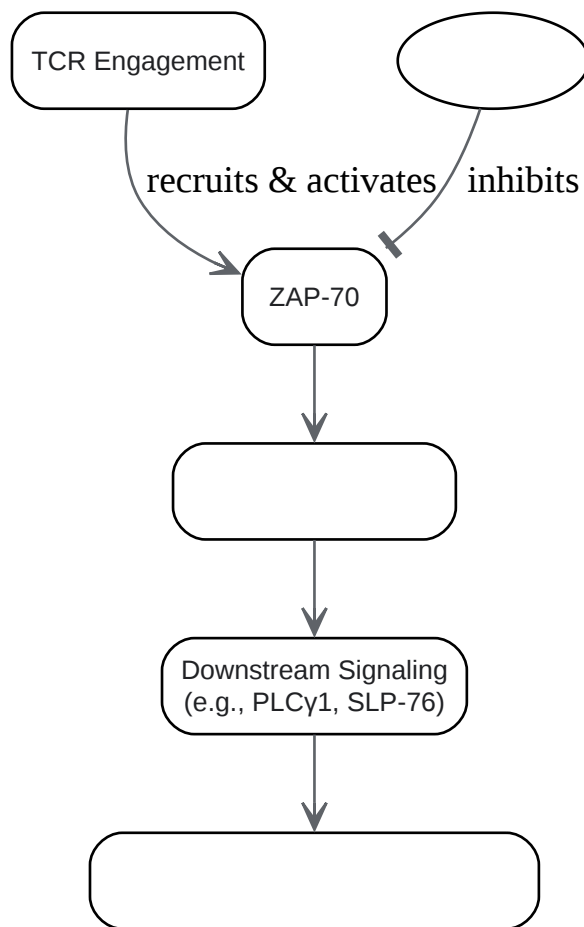 TCR Engagement
recruits & activates
inhibits
ZAP-70
Downstream Signaling
(e.g., PLCγ1, SLP-76)